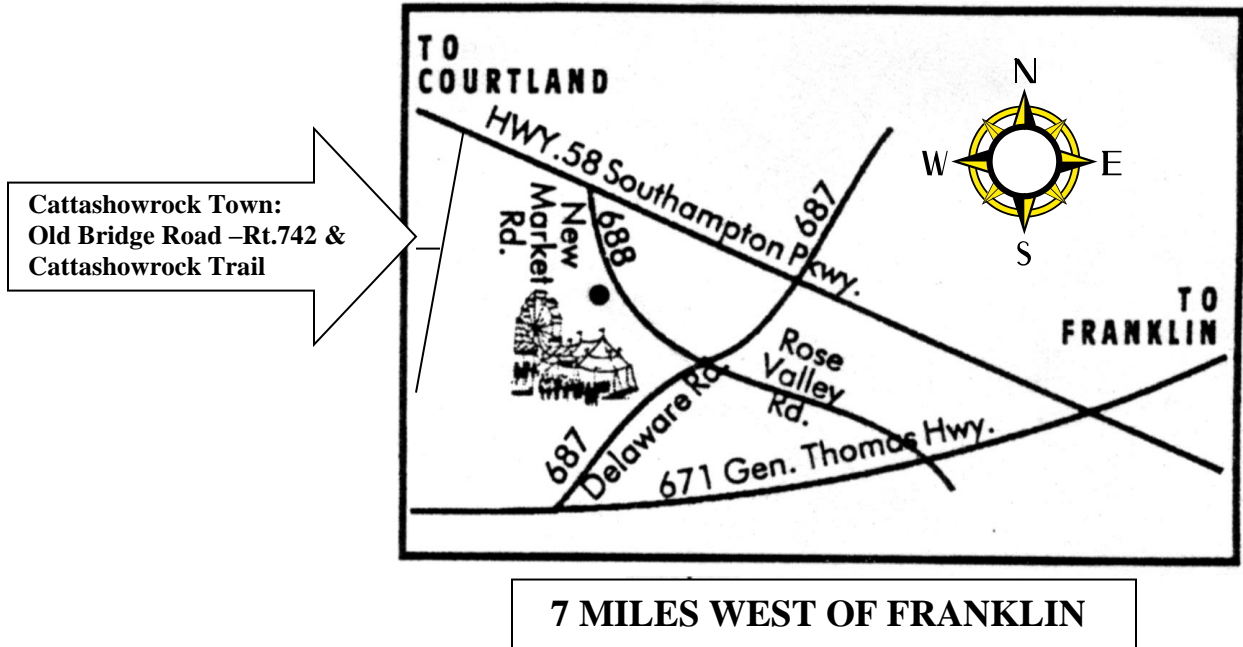 TO
COURTLAND
HWY.58 Southampton Pkwy.
N
W E
S
Cattashowrock Town:
Old Bridge Road –Rt.742 &
Cattashowrock Trail
New
Market
Rd.
688
687
TO
FRANKLIN
Rose
Valley
Rd.
687
Delaware Rd.
671 Gen. Thomas Hwy.
7 MILES WEST OF FRANKLIN